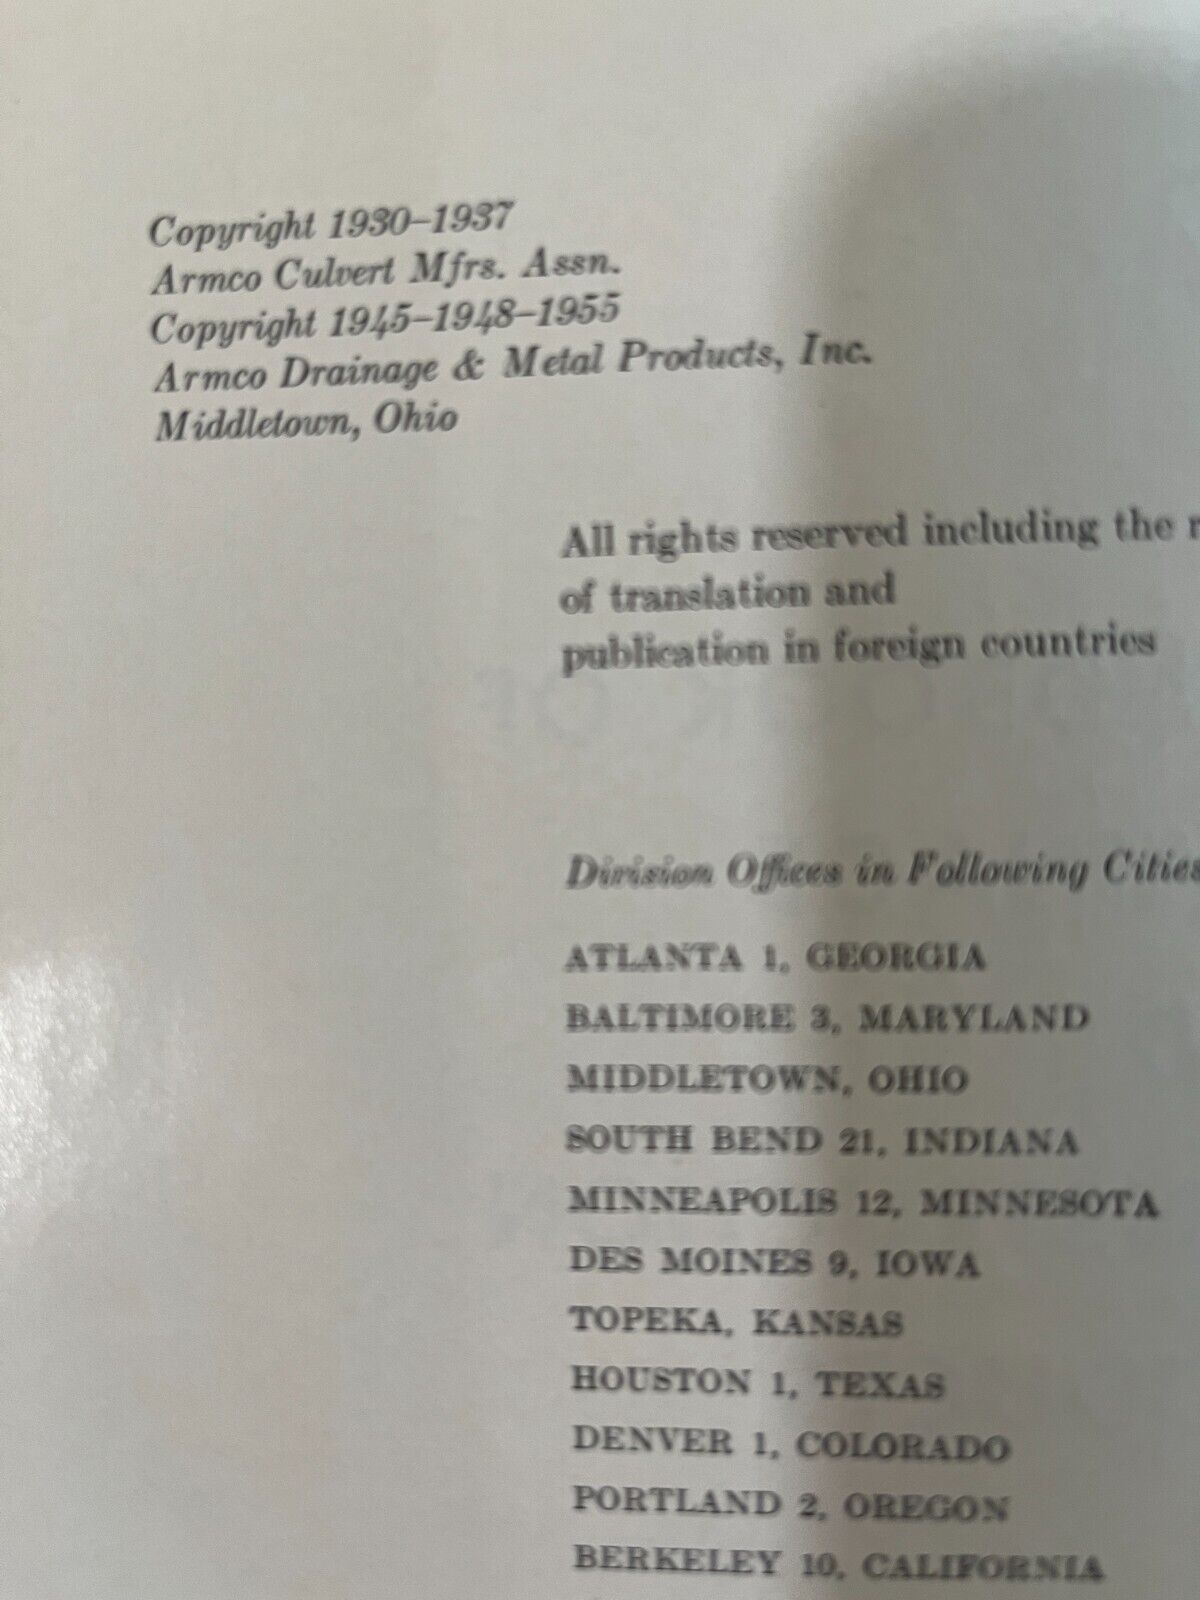 Copyright 1930–1937
Armco Culvert Mfrs. Assn.
Copyright 1945–1948–1955
Armco Drainage & Metal Products, Inc.
Middletown, Ohio
All rights reserved including the
of translation and
publication in foreign countries
Division Offices in Following Cities
ATLANTA 1, GEORGIA
BALTIMORE 3, MARYLAND
MIDDLETOWN, OHIO
SOUTH BEND 21, INDIANA
MINNEAPOLIS 12, MINNESOTA
DES MOINES 9, IOWA
TOPEKA, KANSAS
HOUSTON 1, TEXAS
DENVER 1, COLORADO
PORTLAND 2, OREGON
BERKELEY 10, CALIFORNIA